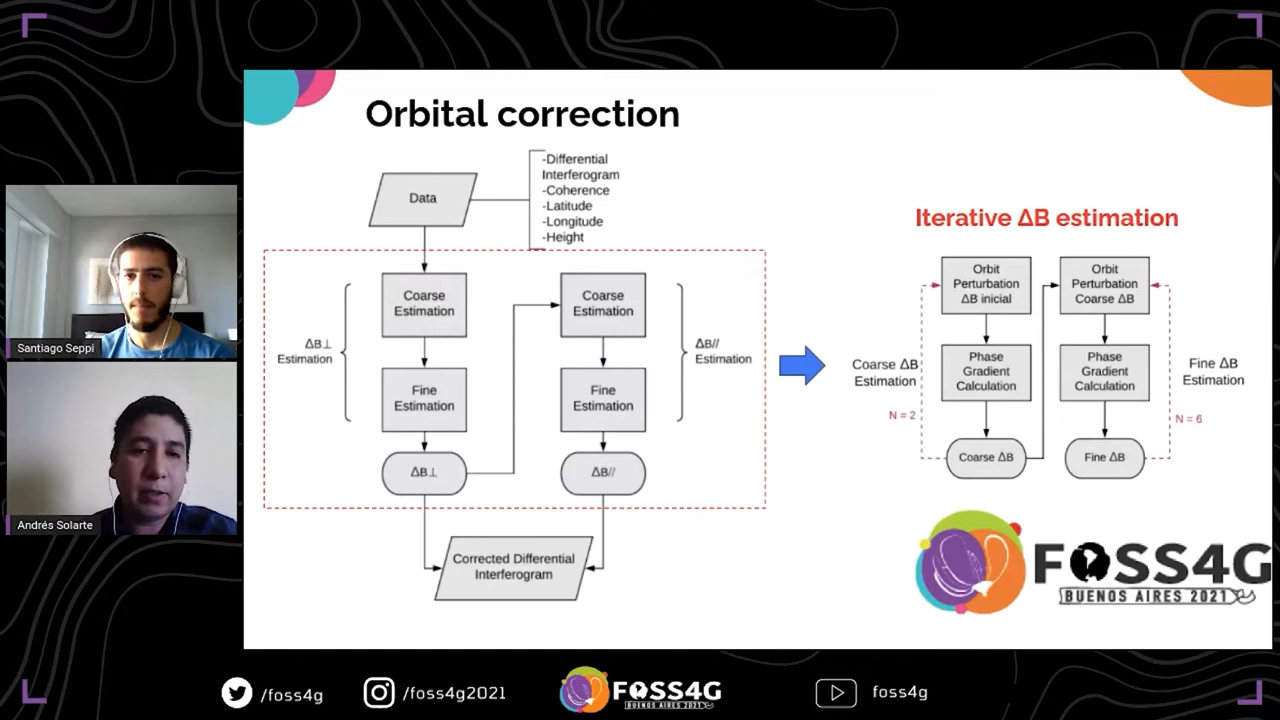 Orbital correction
Data
-Differential
Interferogram
-Coherence
-Latitude
-Longitude
-Height
Coarse
Estimation
Coarse
Estimation
ΔB⊥
Estimation
ΔB//
Estimation
Fine
Estimation
Fine
Estimation
ΔB⊥
ΔB//
Corrected Differential
Interferogram
Iterative ΔB estimation
Orbit
Perturbation
ΔB inicial
Orbit
Perturbation
Coarse ΔB
Coarse ΔB
Estimation
N = 2
Phase
Gradient
Calculation
Phase
Gradient
Calculation
Fine ΔB
Estimation
N = 6
Coarse ΔB
Fine ΔB
FOSS4G
BUENOS AIRES 2021
Santiago Seppi
Andrés Solarte
/foss4g
/foss4g2021
FOSS4G
BUENOS AIRES 2021
foss4g